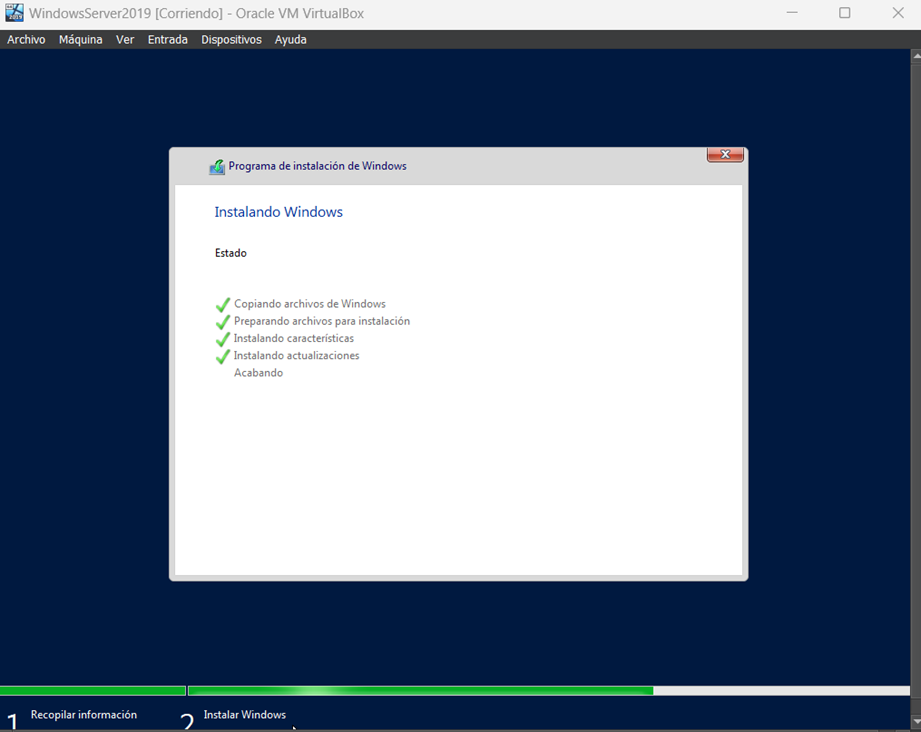 WindowsServer2019 [Corriendo] - Oracle VM VirtualBox
Archivo Máquina Ver Entrada Dispositivos Ayuda
Programa de instalación de Windows
Instalando Windows
Estado
Copiando archivos de Windows
Preparando archivos para instalación
Instalando características
Instalando actualizaciones
Acabando
1 Recopilar información 2 Instalar Windows